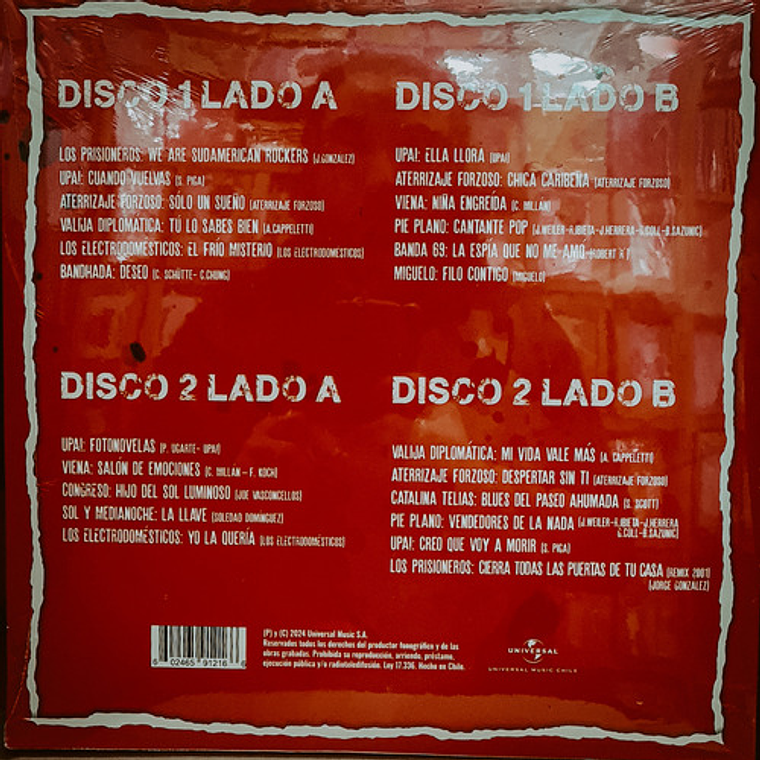 DISCO 1 LADO A
LOS PRISIONEROS: WE ARE SUDAMERICAN ROCKERS (J.GONZALEZ)
UPA!: CUANDO VUELVAS (S. PIGA)
ATERRIZAJE FORZOSO: SOLO UN SUEÑO (ATERRIZAJE FORZOSO)
VALIJA DIPLOMÁTICA: TÚ LO SABES BIEN (A.CAPPELETTI)
LOS ELECTRODOMÉSTICOS: EL FRÍO MISTERIO (LOS ELECTRODOMÉSTICOS)
BANDHADA: DESEO (C. SCHÜTTE- C.CHUNG)
DISCO 1 LADO B
UPA!: ELLA LLORA (UPA!)
ATERRIZAJE FORZOSO: CHICA CARIBEÑA (ATERRIZAJE FORZOSO)
VIENA: NIÑA ENGREÍDA (C. MILLÁN)
PIE PLANO: CANTANTE POP (J.WEILER-R.IBIETA-J.HERRERA-G.COLL-B.SAZUNIC)
BANDA 69: LA ESPÍA QUE NO ME AMO (ROBERT
MIGUELO: FILO CONTIGO (MIGUELO)
DISCO 2 LADO A
UPA!: FOTONOVELAS (P. UGARTE- UPA!)
VIENA: SALÓN DE EMOCIONES (C. MILLÁN - F. KOCH)
CONGRESO: HIJO DEL SOL LUMINOSO (JOE VASCONCELLOS)
SOL Y MEDIANOCHE: LA LLAVE (SOLEDAD DOMÍNGUEZ)
LOS ELECTRODOMÉSTICOS: YO LA QUERÍA (LOS ELECTRODOMÉSTICOS)
DISCO 2 LADO B
VALIJA DIPLOMÁTICA: MI VIDA VALE MÁS (A. CAPPELETTI)
ATERRIZAJE FORZOSO: DESPERTAR SIN TI (ATERRIZAJE FORZOSO)
CATALINA TELIAS: BLUES DEL PASEO AHUMADA (S. SCOTT)
PIE PLANO: VENDEDORES DE LA NADA (J.WEILER-R.IBIETA-J.HERRERA
G.COLL-B.SAZUNIC)
UPA!: CREO QUE VOY A MORIR (S. PIGA)
LOS PRISIONEROS: CIERRA TODAS LAS PUERTAS DE TU CASA (REMIX 2001)
(JORGE GONZALEZ)
6 02465 91216 6
(P) y (C) 2024 Universal Music S.A.
Reservados todos los derechos del productor fonográfico y de las
obras grabadas. Prohibida su reproducción, arriendo, préstamo,
ejecución pública y/o radioteledifusión. Ley 17.336. Hecho en Chile.
UNIVERSAL
UNIVERSAL MUSIC CHILE